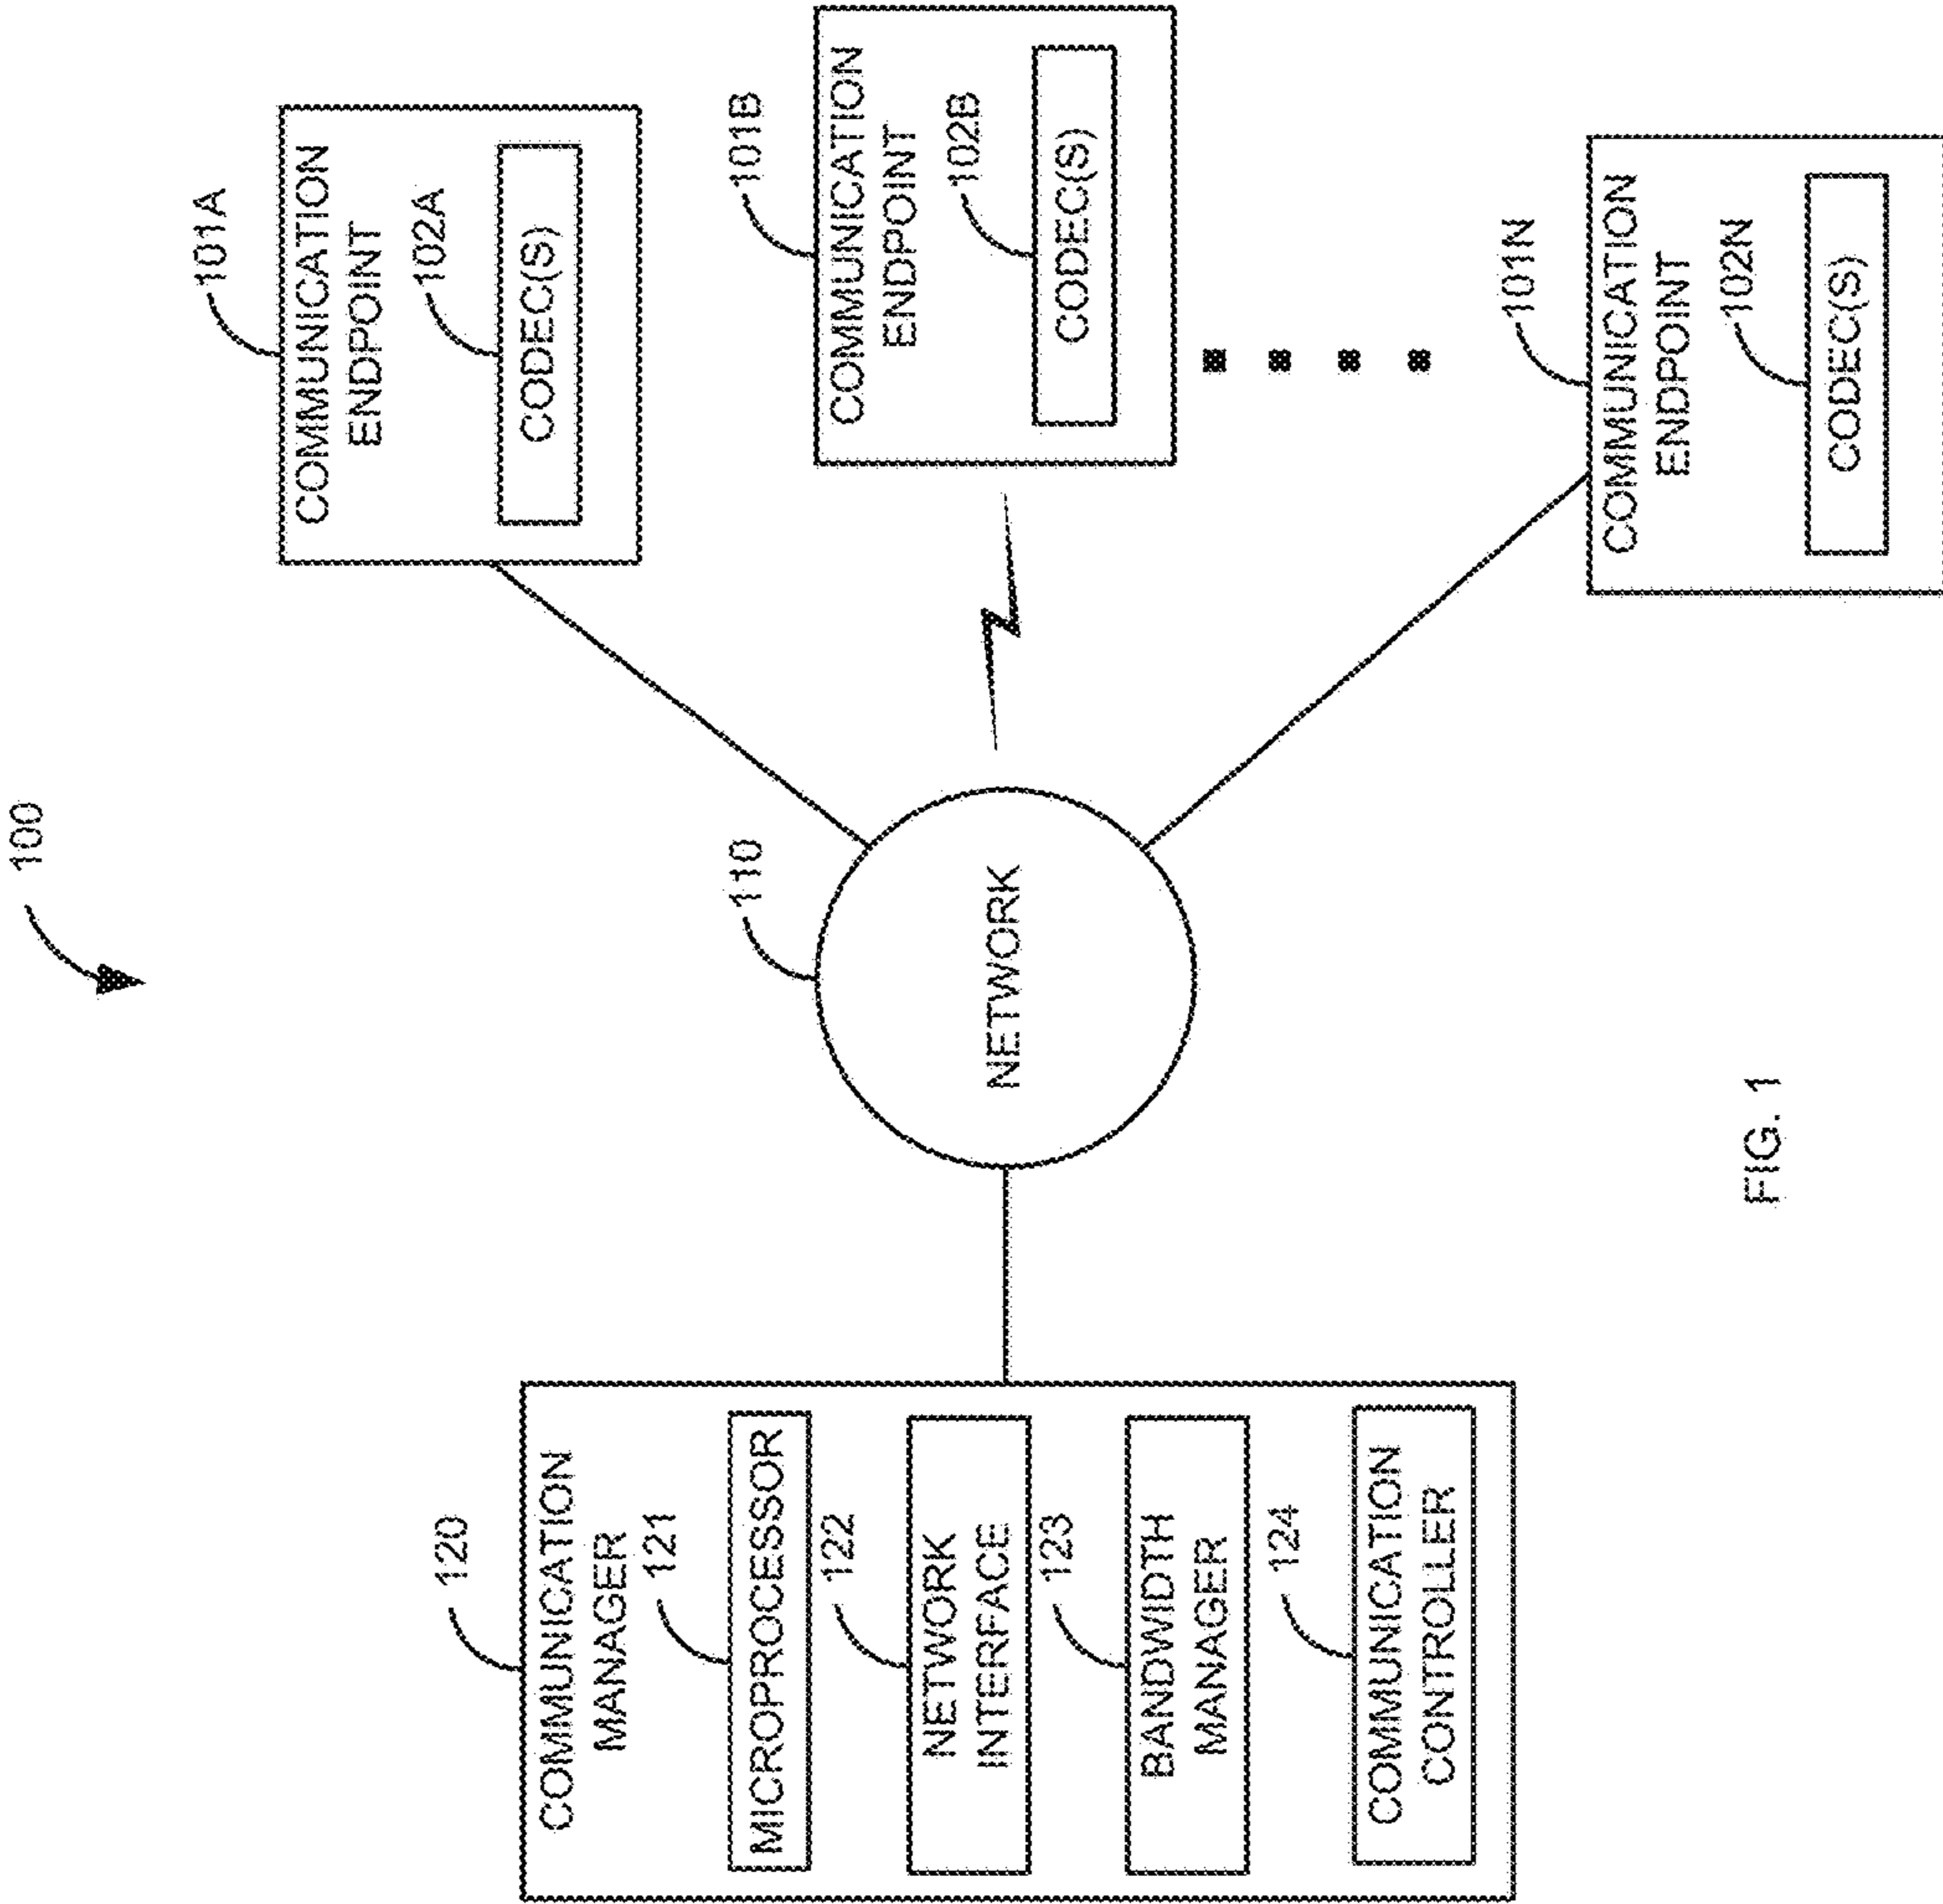 100
120
COMMUNICATION
MANAGER
121
MICROPROCESSOR
122
NETWORK
INTERFACE
123
BANDWIDTH
MANAGER
124
COMMUNICATION
CONTROLLER
110
NETWORK
101A
COMMUNICATION
ENDPOINT
102A
CODEC(S)
101B
COMMUNICATION
ENDPOINT
102B
CODEC(S)
101N
COMMUNICATION
ENDPOINT
102N
CODEC(S)
FIG. 1